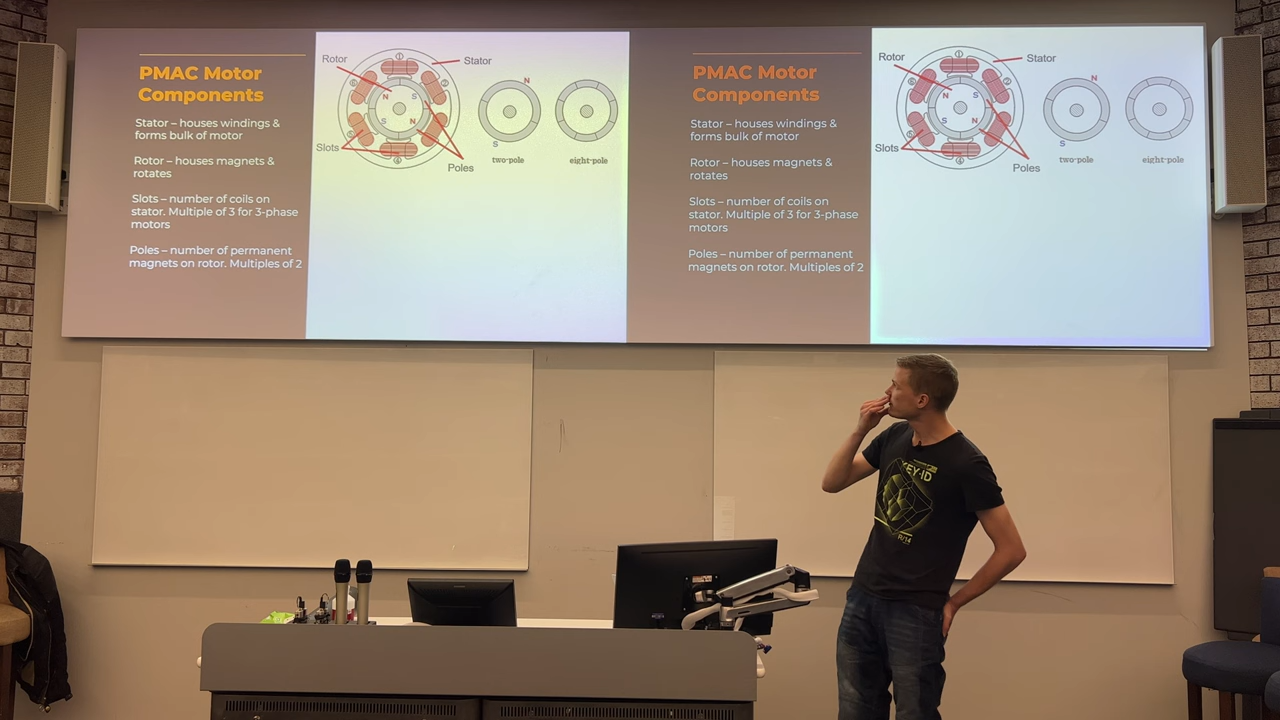 PMAC Motor
Components
Stator – houses windings &
forms bulk of motor
Rotor – houses magnets &
rotates
Slots – number of coils on
stator. Multiple of 3 for 3-phase
motors
Poles – number of permanent
magnets on rotor. Multiples of 2
Rotor
Stator
Slots
Poles
N
S
S
N
N
S
two-pole
eight-pole
PMAC Motor
Components
Stator – houses windings &
forms bulk of motor
Rotor – houses magnets &
rotates
Slots – number of coils on
stator. Multiple of 3 for 3-phase
motors
Poles – number of permanent
magnets on rotor. Multiples of 2
Rotor
Stator
Slots
Poles
N
S
S
N
N
S
two-pole
eight-pole
KEY-ID